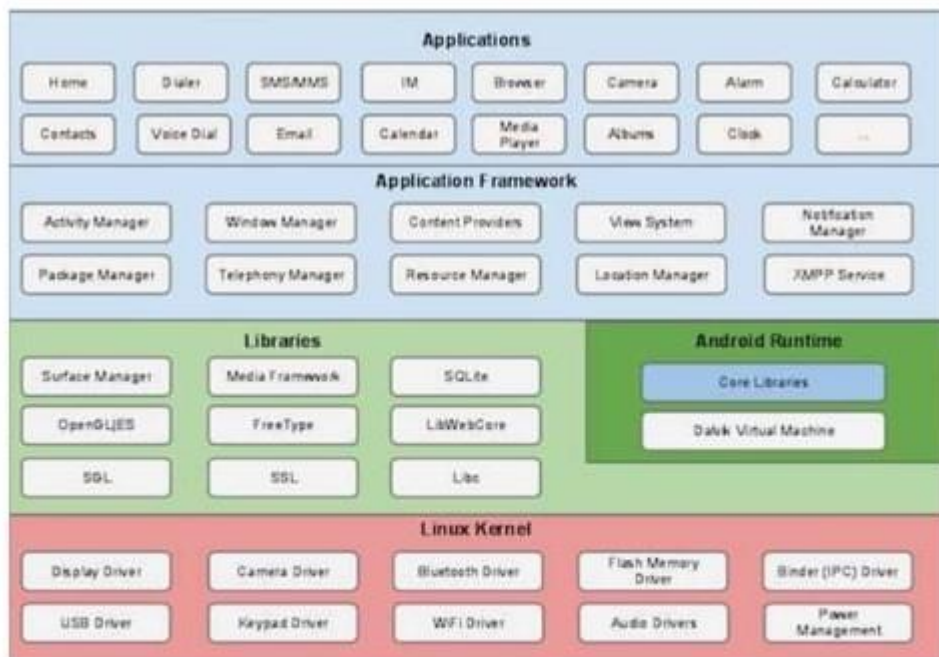 Applications
Home Dialer SMS/MMS IM Browser Camera Alarm Calculator
Contacts Voice Dial Email Calendar Media Player Albums Clock ...
Application Framework
Activity Manager Window Manager Content Providers View System Notification Manager
Package Manager Telephony Manager Resource Manager Location Manager XMPP Service
Libraries Android Runtime
Surface Manager Media Framework SQLite Core Libraries
OpenGL|ES FreeType LibWebCore Dalvik Virtual Machine
SGL SSL Libc
Linux Kernel
Display Driver Camera Driver Bluetooth Driver Flash Memory Driver Binder (IPC) Driver
USB Driver Keypad Driver WiFi Driver Audio Drivers Power Management